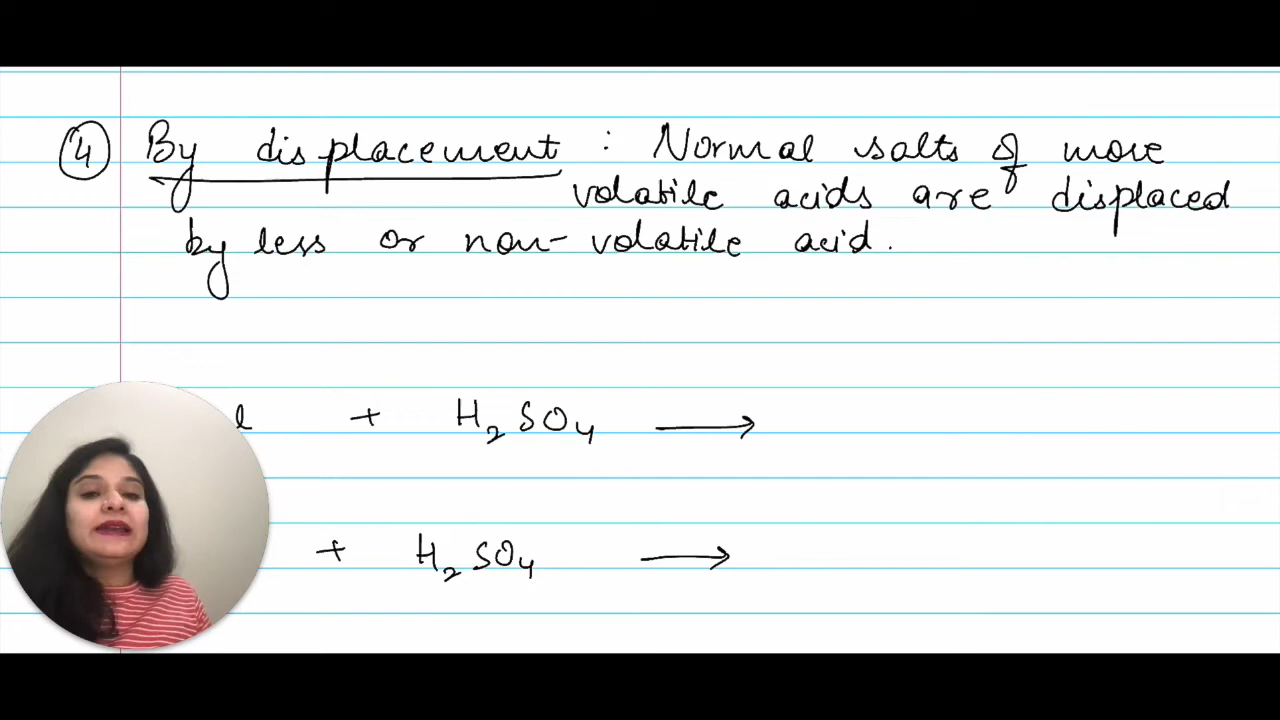 4 By displacement : Normal salts of more
volatile acids are displaced
by less or non-volatile acid.
l + H₂SO₄ ⟶
+ H₂SO₄ ⟶